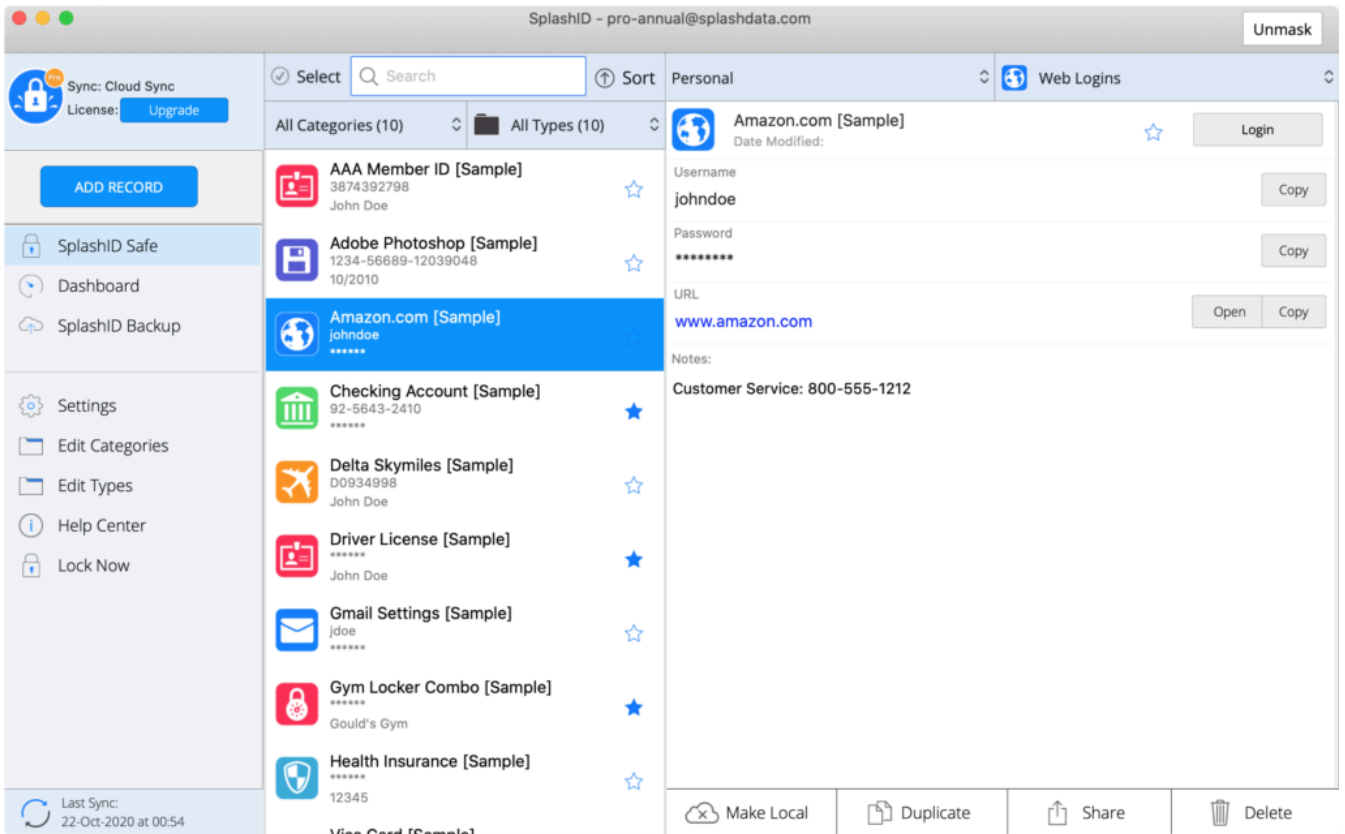 SplashID - pro-annual@splashdata.com
Unmask
Pro
Sync: Cloud Sync
License: Upgrade
ADD RECORD
SplashID Safe
Dashboard
SplashID Backup
Settings
Edit Categories
Edit Types
Help Center
Lock Now
Last Sync:
22-Oct-2020 at 00:54
Select
Search
Sort
All Categories (10)
All Types (10)
AAA Member ID [Sample]
3874392798
John Doe
Adobe Photoshop [Sample]
1234-56689-12039048
10/2010
Amazon.com [Sample]
johndoe
******
Checking Account [Sample]
92-5643-2410
******
Delta Skymiles [Sample]
D0934998
John Doe
Driver License [Sample]
******
John Doe
Gmail Settings [Sample]
jdoe
******
Gym Locker Combo [Sample]
******
Gould's Gym
Health Insurance [Sample]
******
12345
Visa Card [Sample]
Personal
Web Logins
Amazon.com [Sample]
Date Modified:
Login
Username
johndoe
Copy
Password
********
Copy
URL
www.amazon.com
Open
Copy
Notes:
Customer Service: 800-555-1212
Make Local
Duplicate
Share
Delete